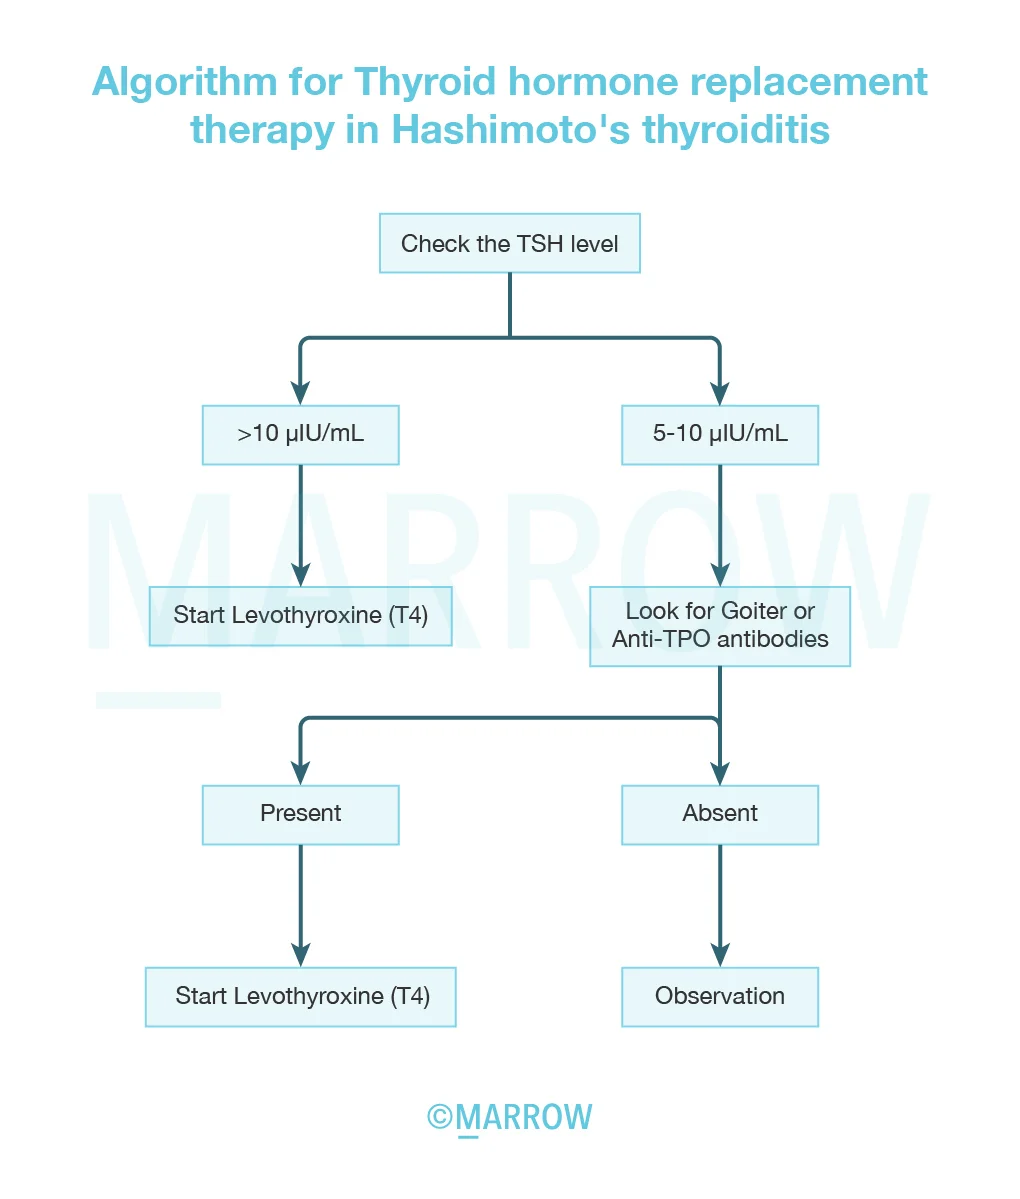 Algorithm for Thyroid hormone replacement
therapy in Hashimoto's thyroiditis
Check the TSH level
>10 µIU/mL
5-10 µIU/mL
MARROW
Start Levothyroxine (T4)
Look for Goiter or
Anti-TPO antibodies
Present
Absent
Start Levothyroxine (T4)
Observation
©MARROW